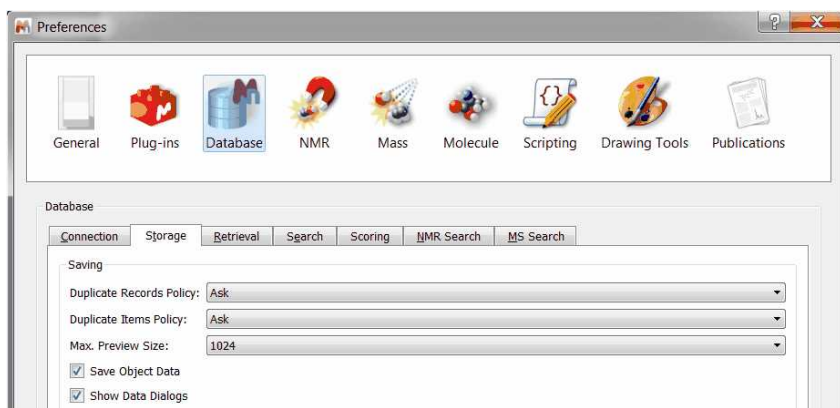 Preferences
General Plug-ins Database NMR Mass Molecule Scripting Drawing Tools Publications
Database
Connection Storage Retrieval Search Scoring NMR Search MS Search
Saving
Duplicate Records Policy: Ask
Duplicate Items Policy: Ask
Max. Preview Size: 1024
Save Object Data
Show Data Dialogs